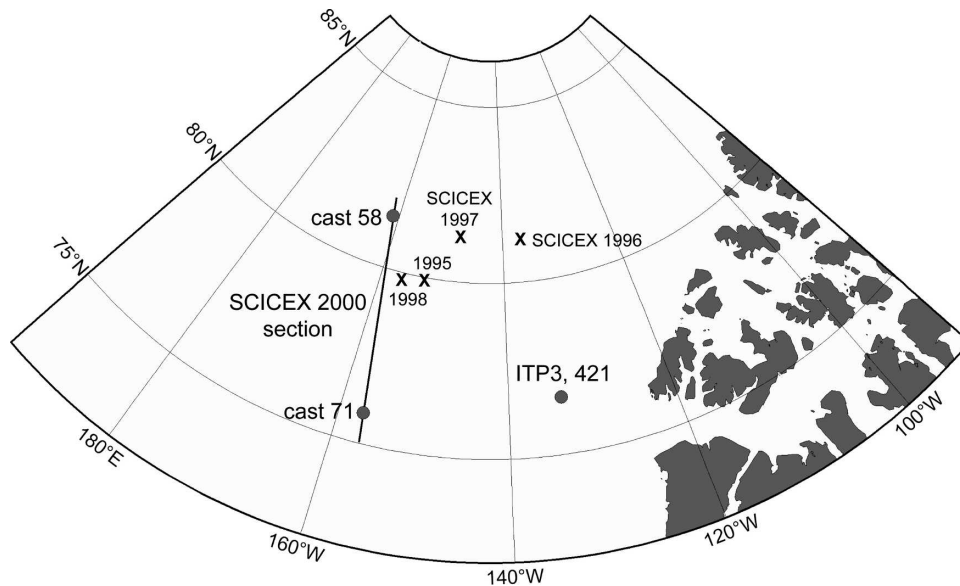 85°N
80°N
75°N
cast 58
SCICEX
1997
X
X SCICEX 1996
1995
X X
1998
SCICEX 2000
section
ITP3, 421
cast 71
180°E
160°W
140°W
120°W
100°W